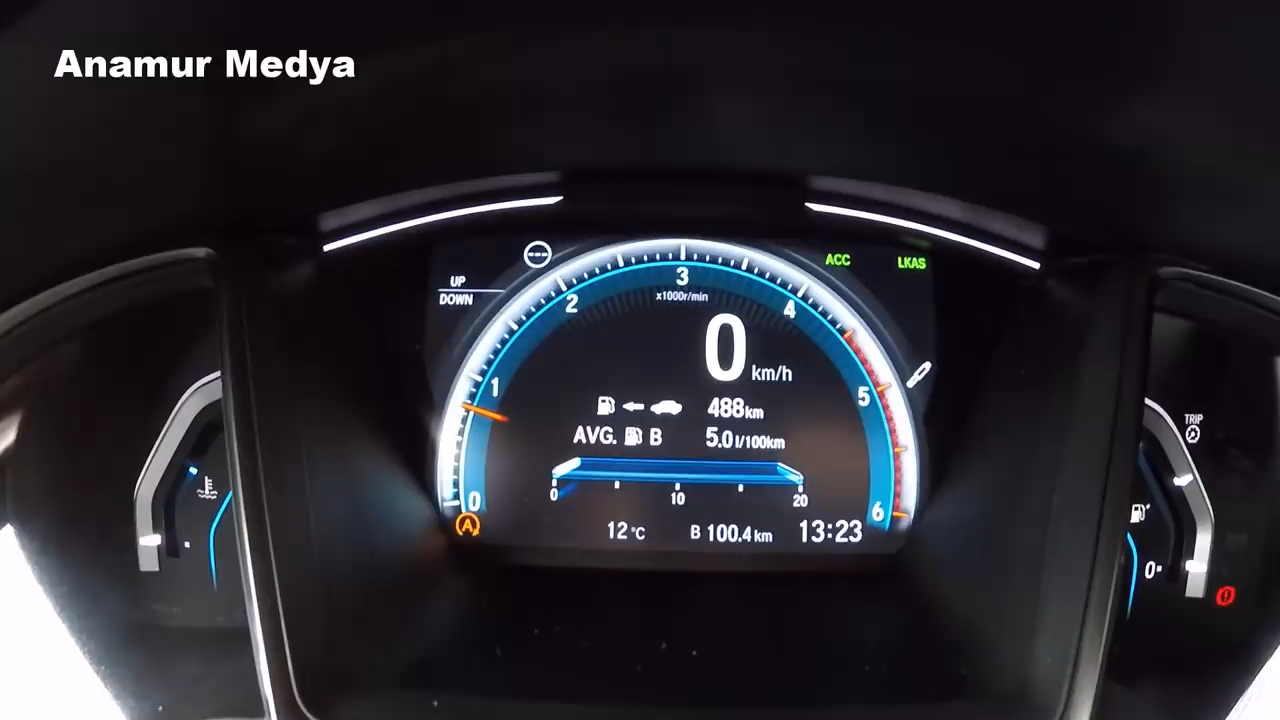 Anamur Medya
ACC
LKAS
UP
DOWN
3
x1000r/min
2
4
0 km/h
1
5
488km
AVG. B 5.0 l/100km
0 10 20
0
6
A
12°C
B 100.4 km
13:23
TRIP
0